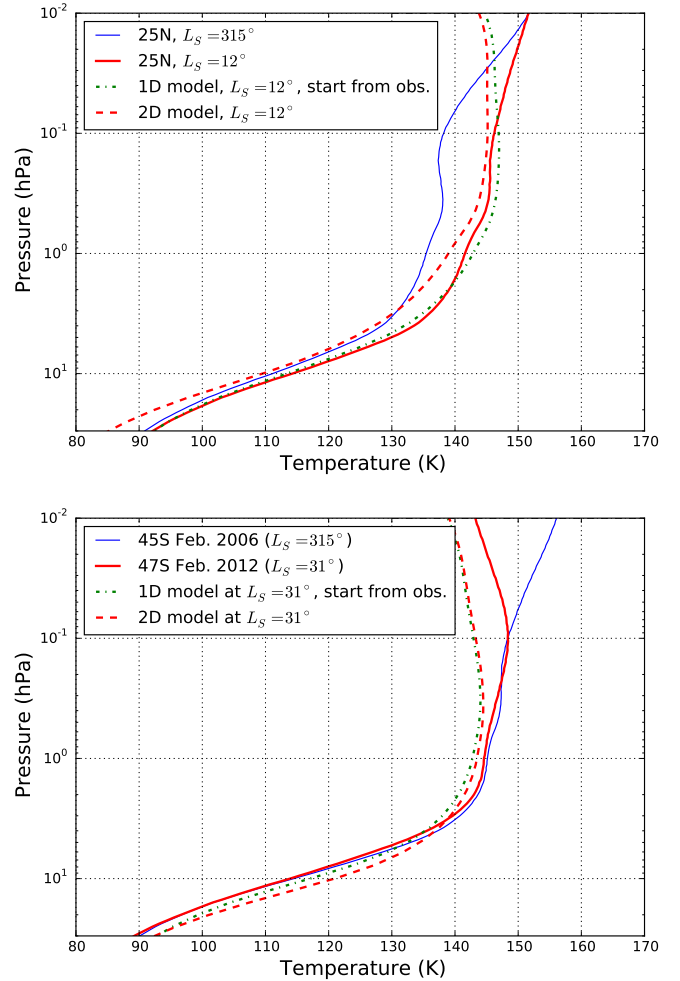 10⁻²
25N, L_S=315°
25N, L_S=12°
1D model, L_S=12°, start from obs.
2D model, L_S=12°
10⁻¹
10⁰
10¹
Pressure (hPa)
80 90 100 110 120 130 140 150 160 170
Temperature (K)
10⁻²
45S Feb. 2006 (L_S=315°)
47S Feb. 2012 (L_S=31°)
1D model at L_S=31°, start from obs.
2D model at L_S=31°
10⁻¹
10⁰
10¹
Pressure (hPa)
80 90 100 110 120 130 140 150 160 170
Temperature (K)